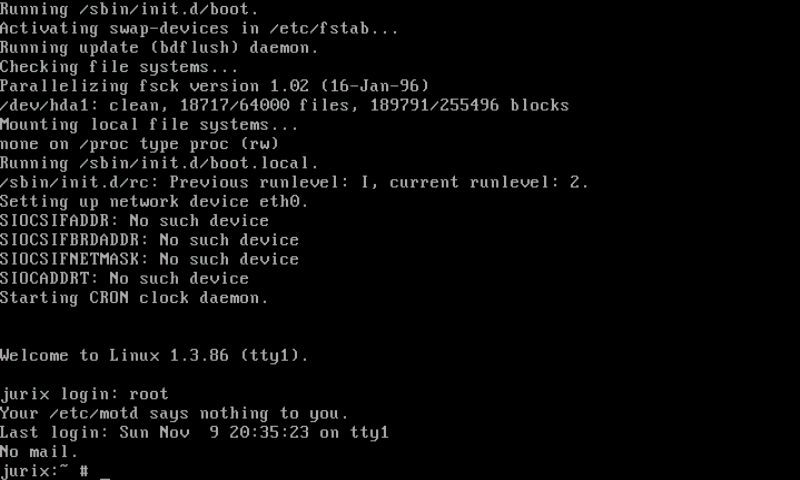 Running /sbin/init.d/boot.
Activating swap-devices in /etc/fstab...
Running update (bdflush) daemon.
Checking file systems...
Parallelizing fsck version 1.02 (16-Jan-96)
/dev/hda1: clean, 18717/64000 files, 189791/255496 blocks
Mounting local file systems...
none on /proc type proc (rw)
Running /sbin/init.d/boot.local.
/sbin/init.d/rc: Previous runlevel: I, current runlevel: 2.
Setting up network device eth0.
SIOCSIFADDR: No such device
SIOCSIFBRDADDR: No such device
SIOCSIFNETMASK: No such device
SIOCADDRT: No such device
Starting CRON clock daemon.
Welcome to Linux 1.3.86 (tty1).
jurix login: root
Your /etc/motd says nothing to you.
Last login: Sun Nov  9 20:35:23 on tty1
No mail.
jurix:~ # _